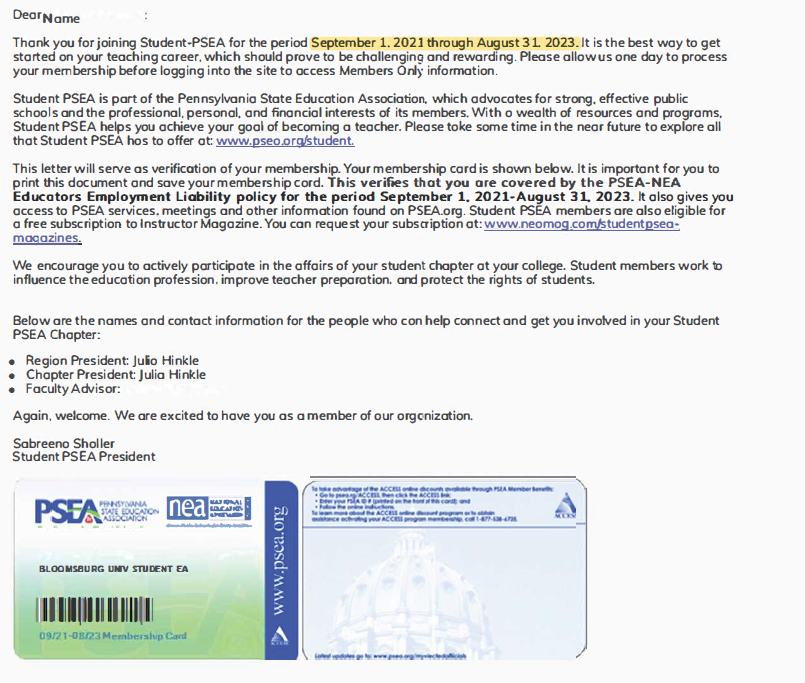 Dear Name :
Thank you for joining Student-PSEA for the period September 1, 2021 through August 31, 2023. It is the best way to get
started on your teaching career, which should prove to be challenging and rewarding. Please allow us one day to process
your membership before logging into the site to access Members Only information.
Student PSEA is part of the Pennsylvania State Education Association, which advocates for strong, effective public
schools and the professional, personal, and financial interests of its members. With o wealth of resources and programs,
Student PSEA helps you achieve your goal of becoming a teacher. Please toke some time in the near future to explore all
that Student PSEA hos to offer at: www.pseo.org/student.
This letter will serve as verification of your membership. Your membership card is shown below. It is important for you to
print this document and save your membership cord. This verifies that you are covered by the PSEA-NEA
Educators Employment Liability policy for the period September 1, 2021-August 31, 2023. It olso gives you
occess to PSEA services, meetings and other information found on PSEA.org. Student PSEA members are olso eligible for
a free subscription to Instructor Magazine. You can request your subscription at: www.neomog.com/studentpsea-
magazines.
We encourage you to actively participate in the affairs of your student chapter at your college. Student members work to
influence the education profession, improve teacher preparation, and protect the rights of students.
Below are the names and contact information for the people who con help connect and get you involved in your Student
PSEA Chapter:
• Region President: Julio Hinkle
• Chapter President: Julia Hinkle
• Faculty Advisor:
Again, welcome. We are excited to have you as a member of our orgonization.
Sabreeno Sholler
Student PSEA President
PSEA PENNSYLVANIA
STATE EDUCATION
ASSOCIATION
nea NATIONAL
EDUCATION
BLOOMSBURG UNIV STUDENT EA
09/21-08/23 Membership Card
www.psea.org
To take advantage of the ACCESS online discounts available through PSEA Member Benefits:
• Go to psea.org/ACCESS, then click the ACCESS link;
• Enter your PSEA ID # (printed on the front of this card); and
• Follow the online instructions.
To learn more about the ACCESS online discount program or to obtain
assistance activating your ACCESS program membership, call
ACCESS
Latest updates go to: www.psea.org/myelectedofficials